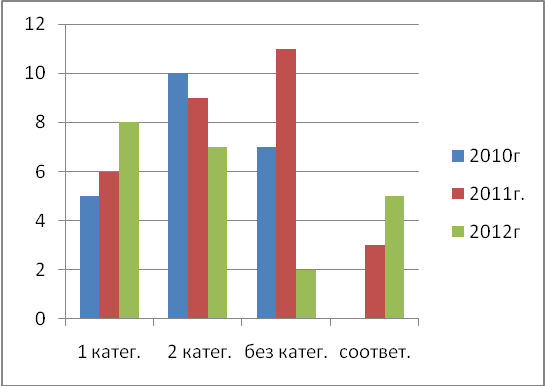 12
10
8
6
4
2
0
1 катег.
2 катег.
без катег.
соответ.
2010г
2011г.
2012г